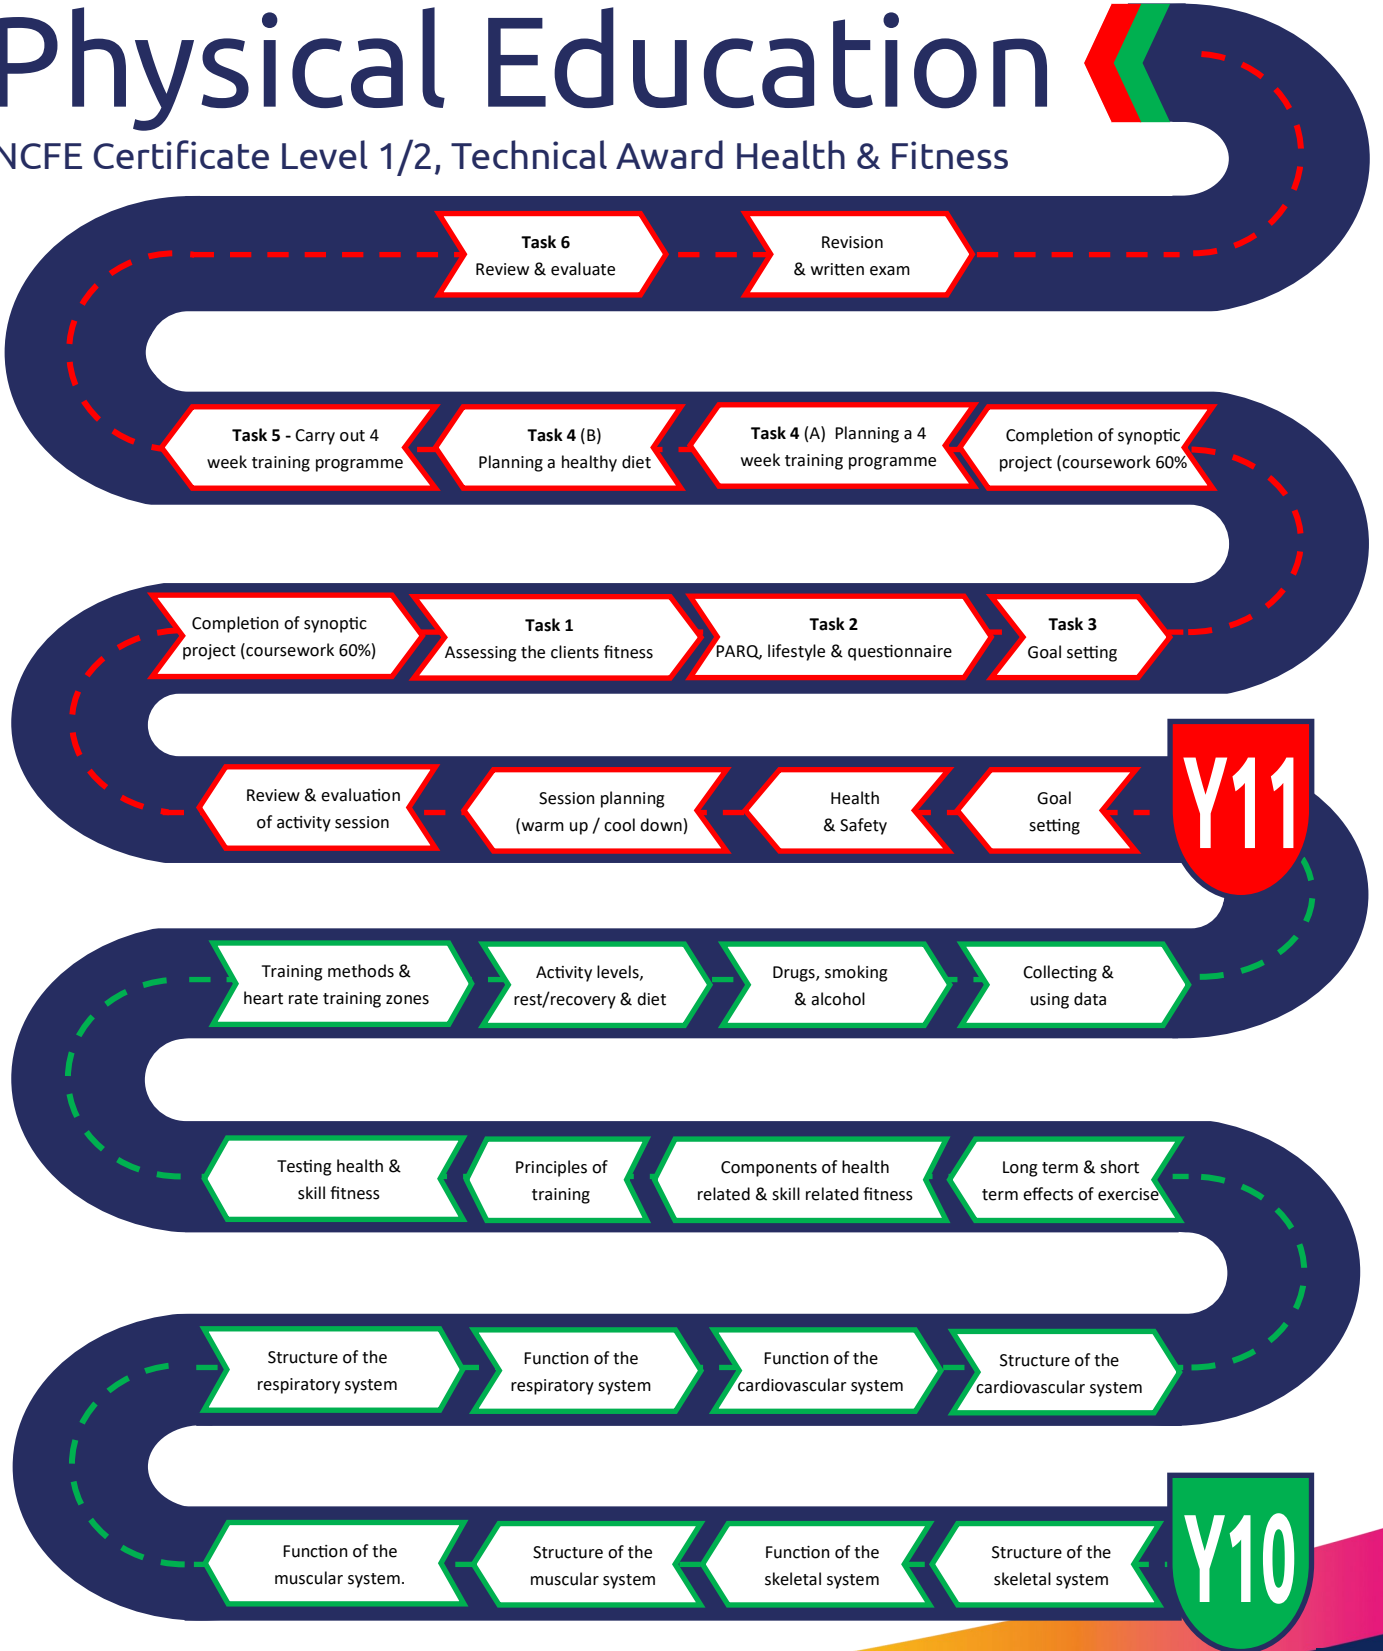 Physical Education
NCFE Certificate Level 1/2, Technical Award Health & Fitness
Task 6
Review & evaluate
Revision
& written exam
Task 5 - Carry out 4
week training programme
Task 4 (B)
Planning a healthy diet
Task 4 (A) Planning a 4
week training programme
Completion of synoptic
project (coursework 60%
Completion of synoptic
project (coursework 60%)
Task 1
Assessing the clients fitness
Task 2
PARQ, lifestyle & questionnaire
Task 3
Goal setting
Review & evaluation
of activity session
Session planning
(warm up / cool down)
Health
& Safety
Goal
setting
Y11
Training methods &
heart rate training zones
Activity levels,
rest/recovery & diet
Drugs, smoking
& alcohol
Collecting &
using data
Testing health &
skill fitness
Principles of
training
Components of health
related & skill related fitness
Long term & short
term effects of exercise
Structure of the
respiratory system
Function of the
respiratory system
Function of the
cardiovascular system
Structure of the
cardiovascular system
Function of the
muscular system.
Structure of the
muscular system
Function of the
skeletal system
Structure of the
skeletal system
Y10